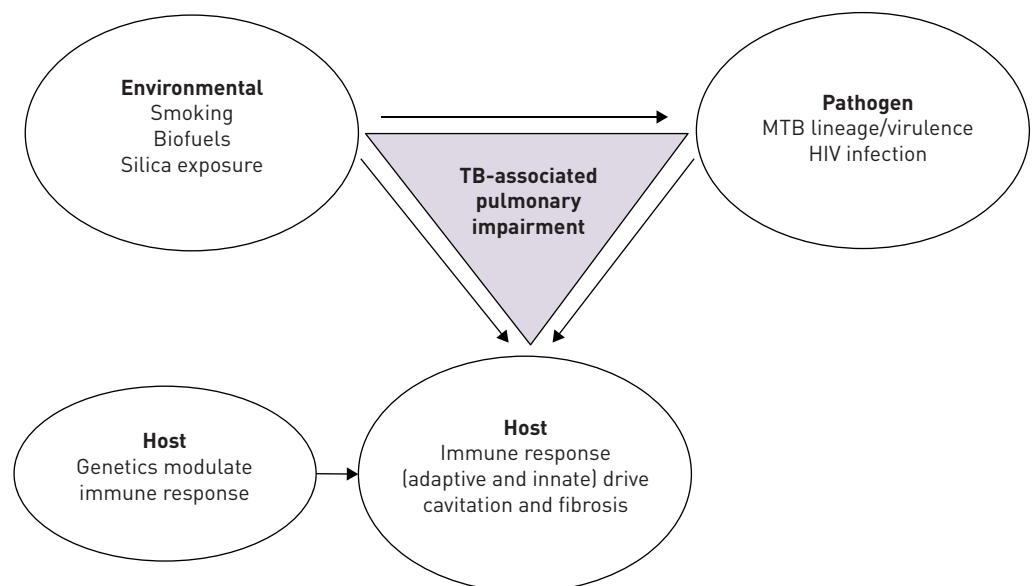 Environmental
Smoking
Biofuels
Silica exposure
Pathogen
MTB lineage/virulence
HIV infection
TB-associated
pulmonary
impairment
Host
Genetics modulate
immune response
Host
Immune response
(adaptive and innate) drive
cavitation and fibrosis